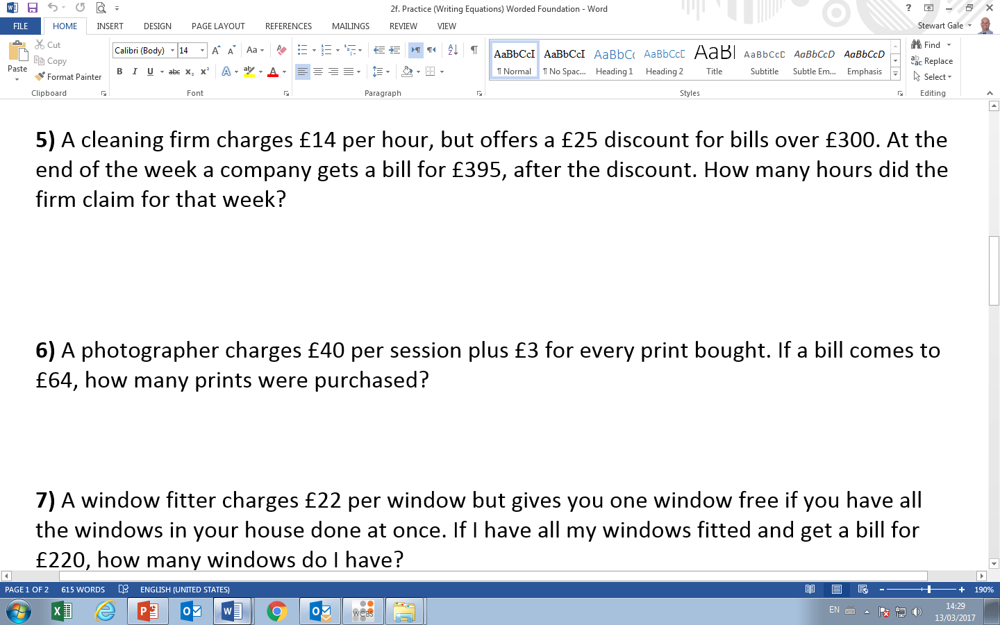 2f. Practice (Writing Equations) Worded Foundation - Word
FILE HOME INSERT DESIGN PAGE LAYOUT REFERENCES MAILINGS REVIEW VIEW Stewart Gale
Paste
Cut
Copy
Format Painter
Clipboard
Calibri (Body) 14
Font
Paragraph
AaBbCcI AaBbCcI AaBbC AaBbCcD AaBl AaBbCcD AaBbCcD AaBbCcD
¶ Normal ¶ No Spac... Heading 1 Heading 2 Title Subtitle Subtle Em... Emphasis
Styles
Find
Replace
Select
Editing
5) A cleaning firm charges £14 per hour, but offers a £25 discount for bills over £300. At the
end of the week a company gets a bill for £395, after the discount. How many hours did the
firm claim for that week?
6) A photographer charges £40 per session plus £3 for every print bought. If a bill comes to
£64, how many prints were purchased?
7) A window fitter charges £22 per window but gives you one window free if you have all
the windows in your house done at once. If I have all my windows fitted and get a bill for
£220, how many windows do I have?
PAGE 1 OF 2 615 WORDS ENGLISH (UNITED STATES) 190%
WCBS
EN
14:29
13/03/2017